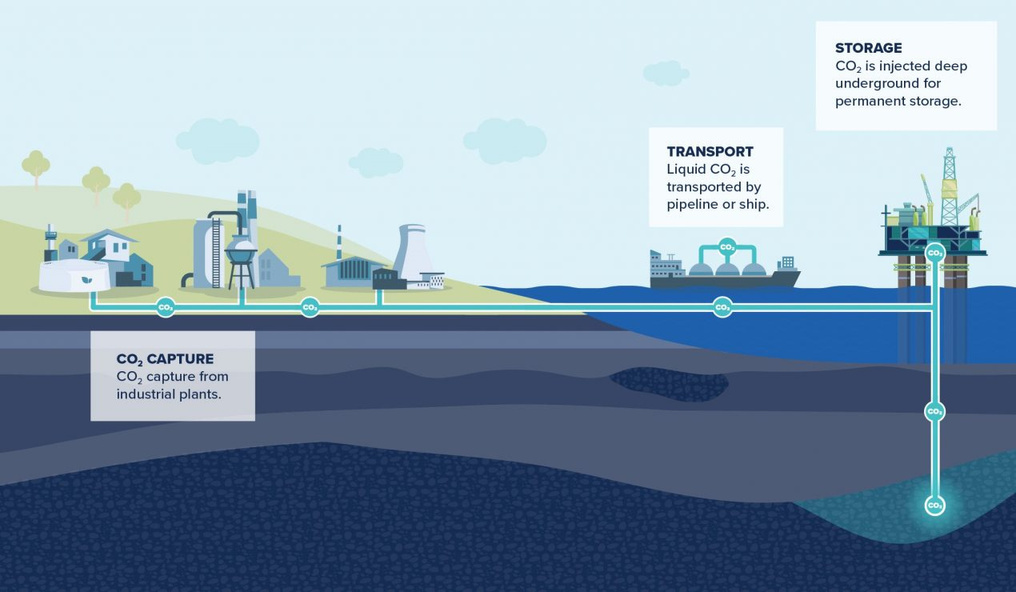 STORAGE
CO₂ is injected deep
underground for
permanent storage.
TRANSPORT
Liquid CO₂ is
transported by
pipeline or ship.
CO₂
CO₂
CO₂
CO₂
CO₂
CO₂ CAPTURE
CO₂ capture from
industrial plants.
CO₂
CO₂